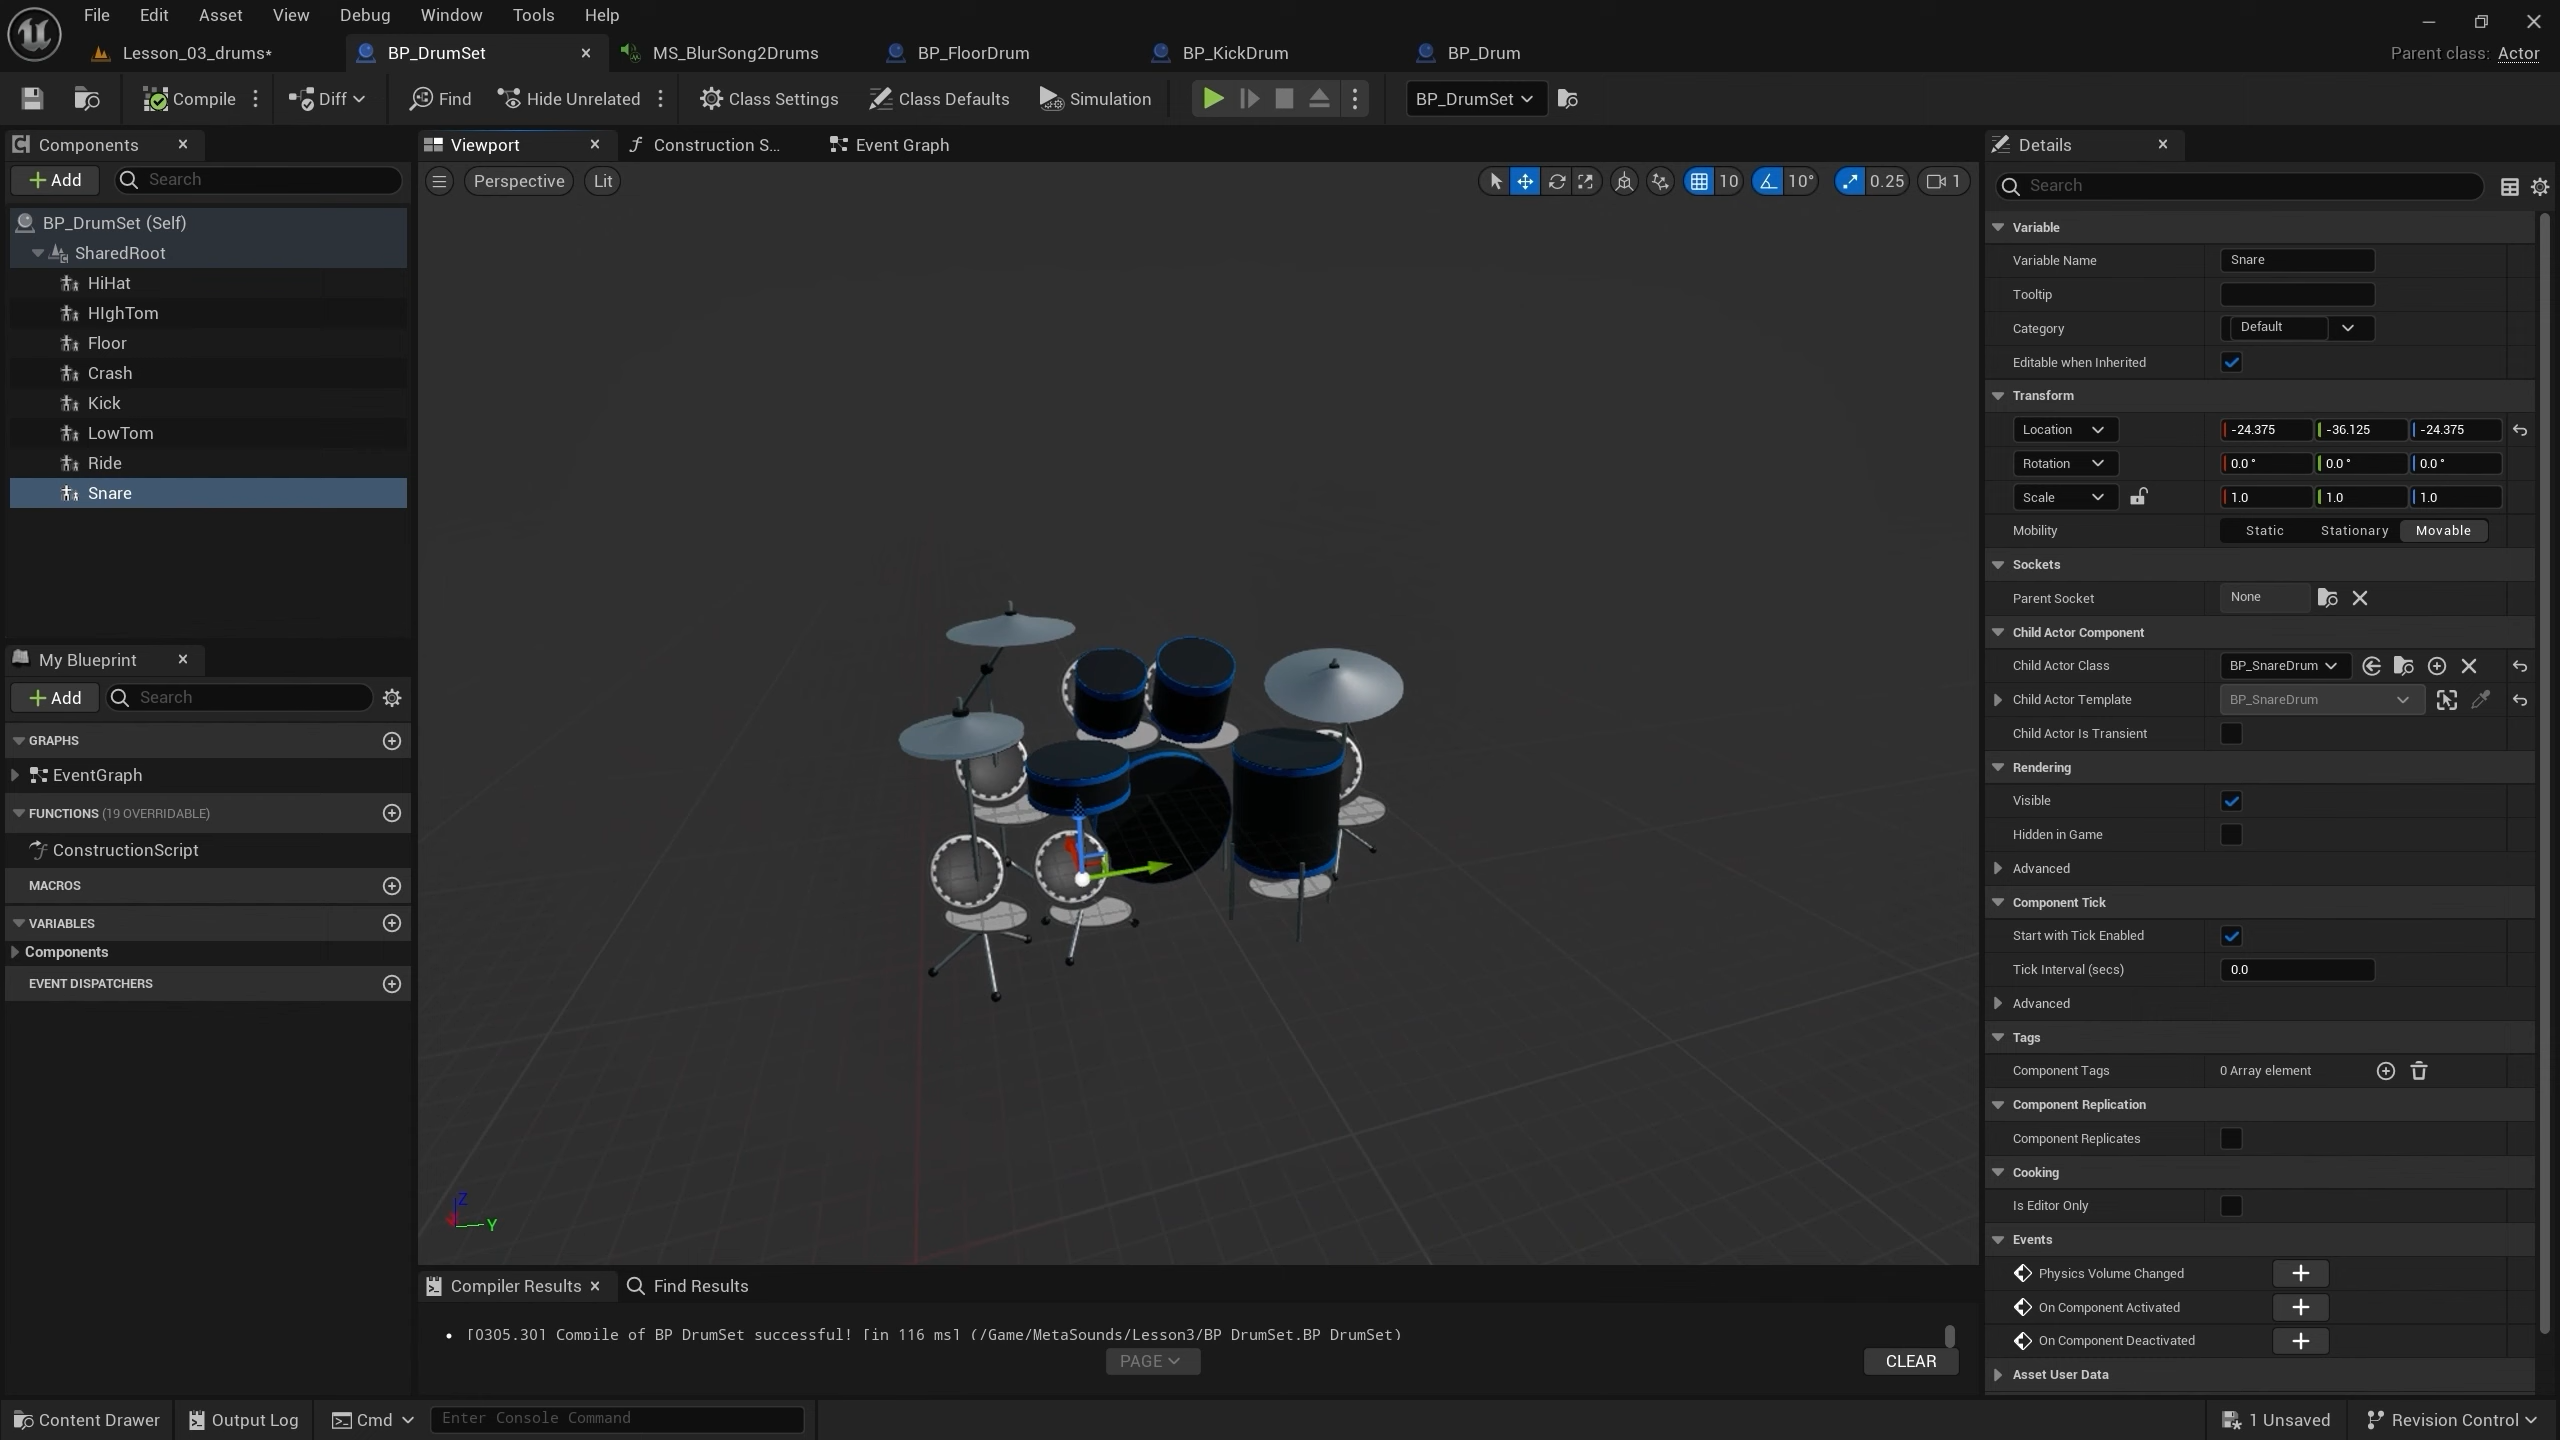 File Edit Asset View Debug Window Tools Help
Lesson_03_drums* BP_DrumSet MS_BlurSong2Drums BP_FloorDrum BP_KickDrum BP_Drum Parent class: Actor
Compile Diff Find Hide Unrelated Class Settings Class Defaults Simulation BP_DrumSet
Components
Add Search
BP_DrumSet (Self)
SharedRoot
HiHat
HIghTom
Floor
Crash
Kick
LowTom
Ride
Snare
My Blueprint
Add Search
GRAPHS
EventGraph
FUNCTIONS (19 OVERRIDABLE)
ConstructionScript
MACROS
VARIABLES
Components
EVENT DISPATCHERS
Viewport Construction S... Event Graph
Perspective Lit 10 10° 0.25 1
Z
Y
Compiler Results Find Results
[0305.30] Compile of BP_DrumSet successful! [in 116 ms] (/Game/MetaSounds/Lesson3/BP_DrumSet.BP_DrumSet)
PAGE CLEAR
Details
Search
Variable
Variable Name Snare
Tooltip
Category Default
Editable when Inherited
Transform
Location -24.375 -36.125 -24.375
Rotation 0.0 ° 0.0 ° 0.0 °
Scale 1.0 1.0 1.0
Mobility Static Stationary Movable
Sockets
Parent Socket None
Child Actor Component
Child Actor Class BP_SnareDrum
Child Actor Template BP_SnareDrum
Child Actor Is Transient
Rendering
Visible
Hidden in Game
Advanced
Component Tick
Start with Tick Enabled
Tick Interval (secs) 0.0
Advanced
Tags
Component Tags 0 Array element
Component Replication
Component Replicates
Cooking
Is Editor Only
Events
Physics Volume Changed
On Component Activated
On Component Deactivated
Asset User Data
Content Drawer Output Log Cmd Enter Console Command 1 Unsaved Revision Control